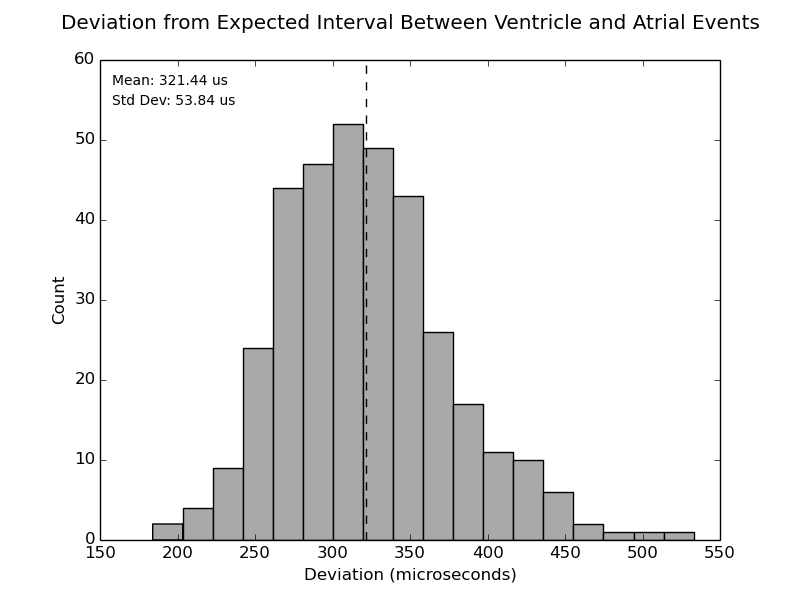 Deviation from Expected Interval Between Ventricle and Atrial Events
60
Mean: 321.44 us
Std Dev: 53.84 us
50
40
30
20
10
0
Count
150 200 250 300 350 400 450 500 550
Deviation (microseconds)